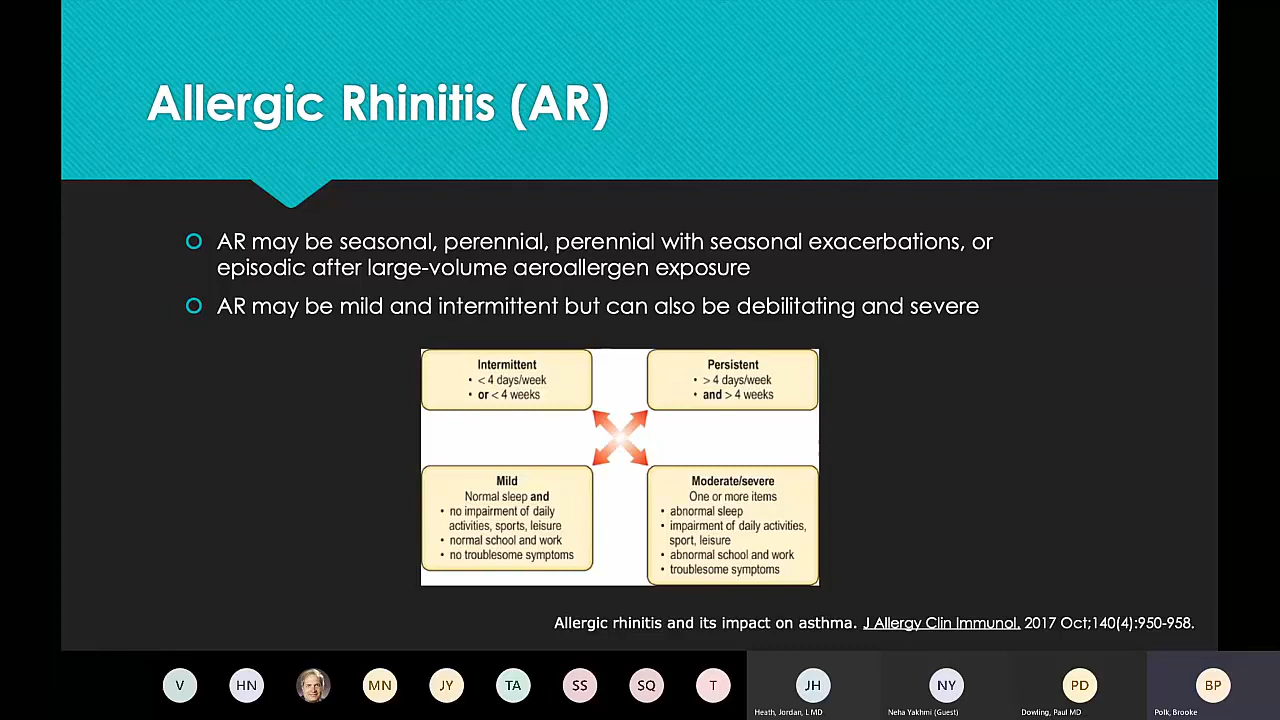 Allergic Rhinitis (AR)
AR may be seasonal, perennial, perennial with seasonal exacerbations, or
episodic after large-volume aeroallergen exposure
AR may be mild and intermittent but can also be debilitating and severe
Intermittent
• < 4 days/week
• or < 4 weeks
Persistent
• > 4 days/week
• and > 4 weeks
Mild
Normal sleep and
• no impairment of daily
activities, sports, leisure
• normal school and work
• no troublesome symptoms
Moderate/severe
One or more items
• abnormal sleep
• impairment of daily activities,
sport, leisure
• abnormal school and work
• troublesome symptoms
Allergic rhinitis and its impact on asthma. J Allergy Clin Immunol. 2017 Oct;140(4):950-958.
V HN MN JY TA SS SQ T JH NY PD BP
Heath, Jordan, L MD Neha Yakhmi (Guest) Dowling, Paul MD Polk, Brooke